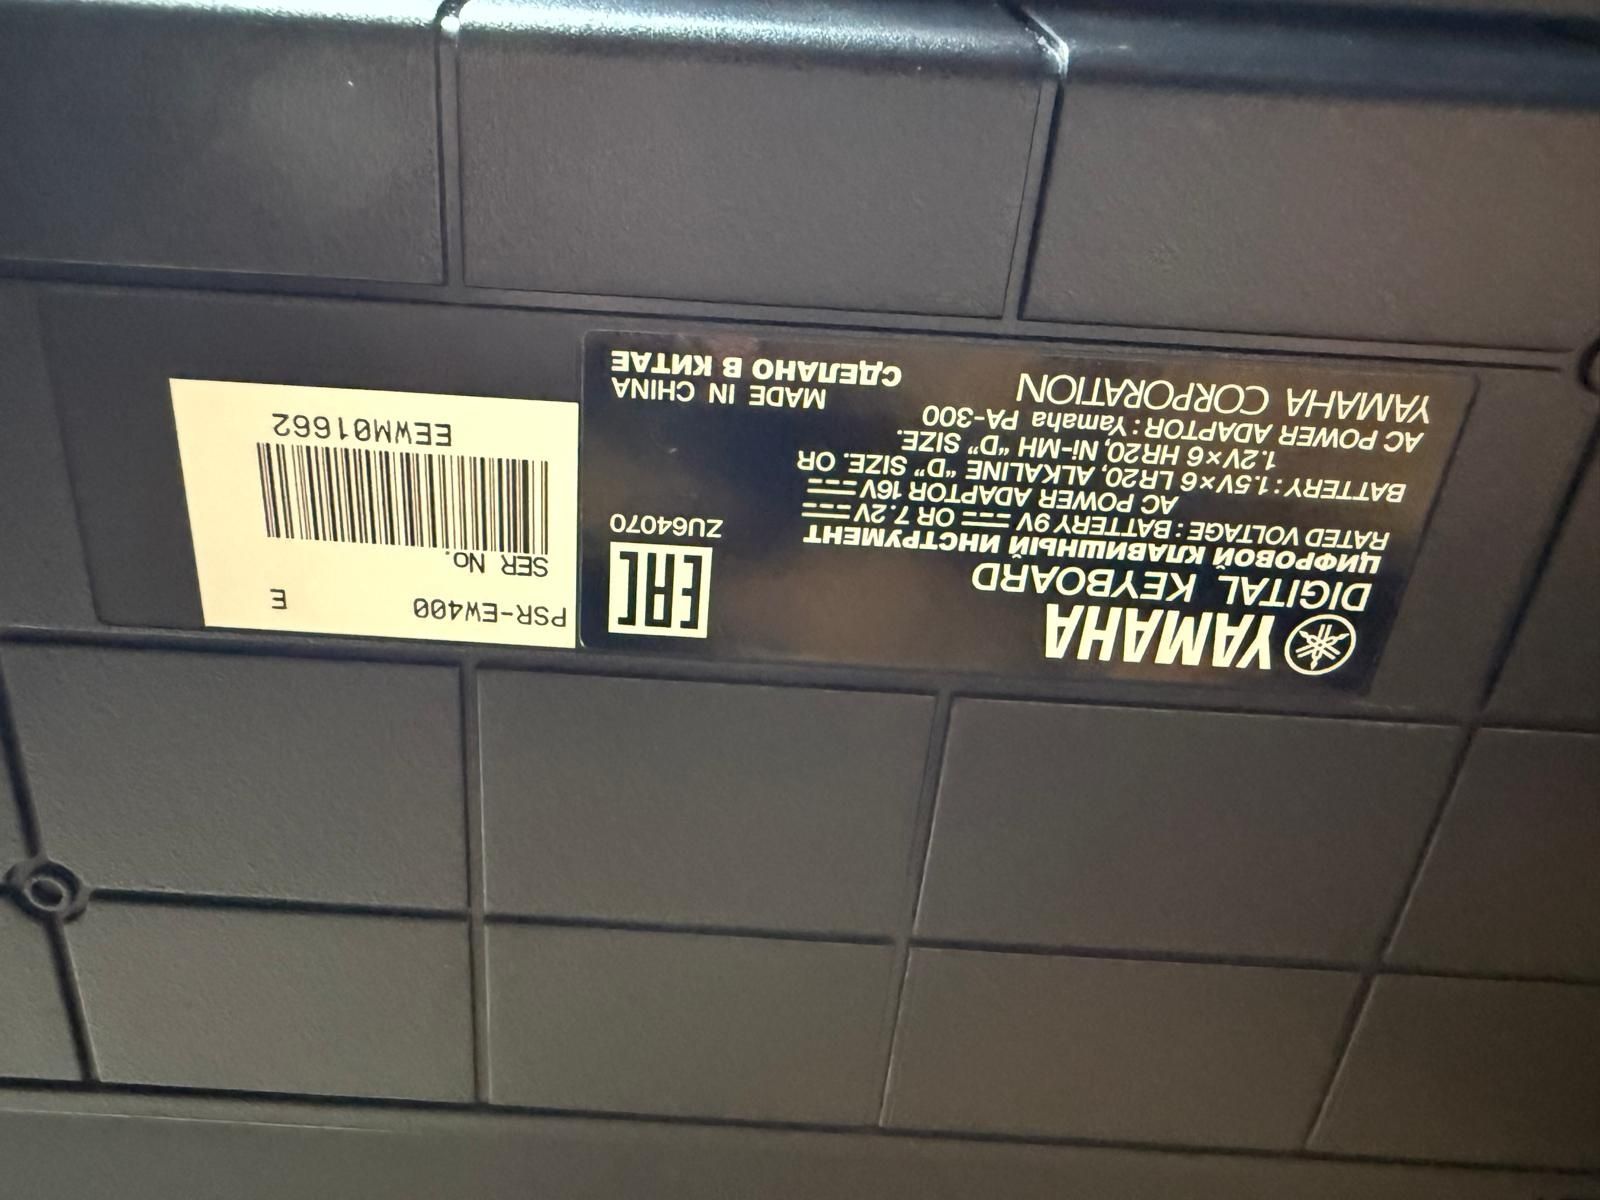 YAMAHA
DIGITAL KEYBOARD
ЦИФРОВОЙ КЛАВИШНЫЙ ИНСТРУМЕНТ
RATED VOLTAGE : BATTERY 9V ⎓ OR 7.2V ⎓
AC POWER ADAPTOR 16V ⎓
BATTERY : 1.5V×6 LR20, ALKALINE “D” SIZE. OR
1.2V×6 HR20, Ni-MH “D” SIZE.
AC POWER ADAPTOR : Yamaha PA-300
YAMAHA CORPORATION
EAC
ZU64070
MADE IN CHINA
СДЕЛАНО В КИТАЕ
PSR-EW400 E
SER No.
EEWM01662